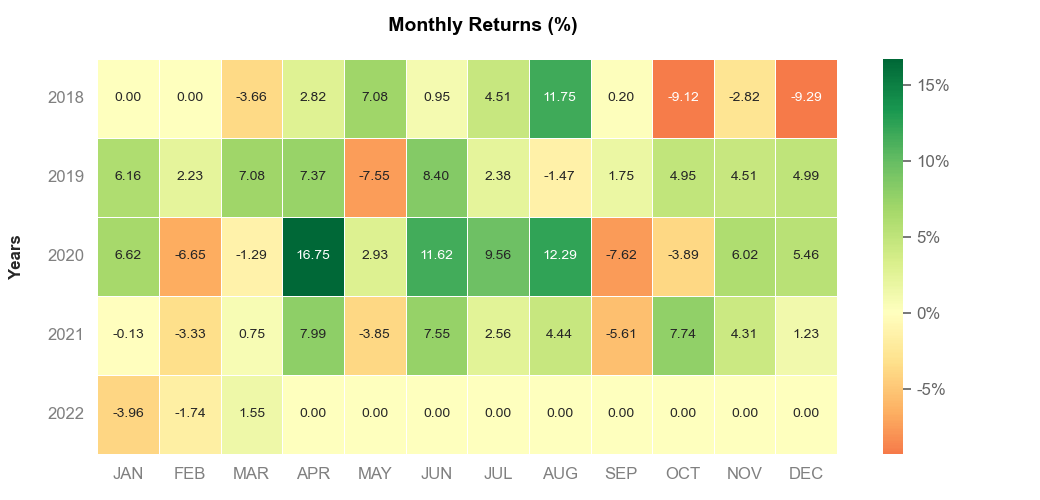 Monthly Returns (%)
Years
2018 0.00 0.00 -3.66 2.82 7.08 0.95 4.51 11.75 0.20 -9.12 -2.82 -9.29
2019 6.16 2.23 7.08 7.37 -7.55 8.40 2.38 -1.47 1.75 4.95 4.51 4.99
2020 6.62 -6.65 -1.29 16.75 2.93 11.62 9.56 12.29 -7.62 -3.89 6.02 5.46
2021 -0.13 -3.33 0.75 7.99 -3.85 7.55 2.56 4.44 -5.61 7.74 4.31 1.23
2022 -3.96 -1.74 1.55 0.00 0.00 0.00 0.00 0.00 0.00 0.00 0.00 0.00
JAN FEB MAR APR MAY JUN JUL AUG SEP OCT NOV DEC
15%
10%
5%
0%
-5%